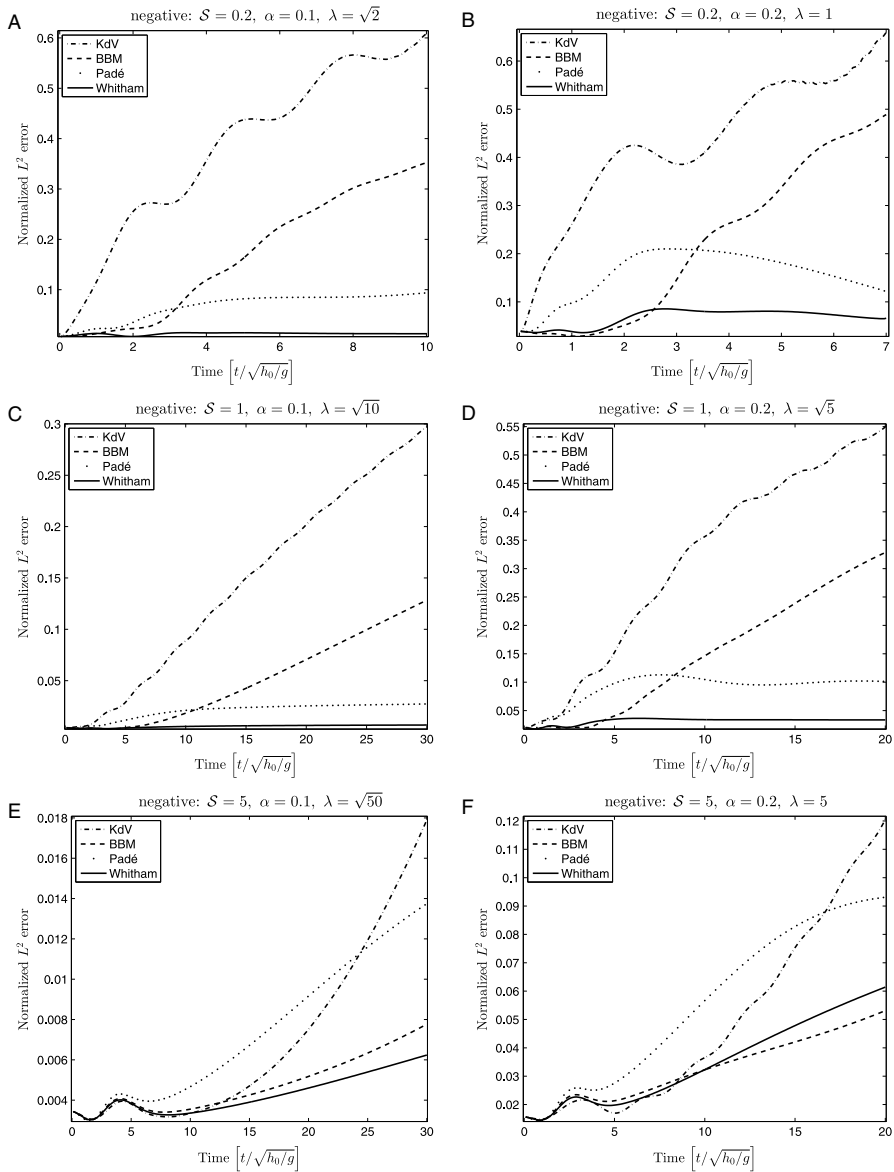 A
negative: 𝒮 = 0.2, α = 0.1, λ = √2
KdV
BBM
Padé
Whitham
Normalized L² error
0.6
0.5
0.4
0.3
0.2
0.1
0 2 4 6 8 10
Time [t/√h₀/g]
B
negative: 𝒮 = 0.2, α = 0.2, λ = 1
KdV
BBM
Padé
Whitham
Normalized L² error
0.6
0.5
0.4
0.3
0.2
0.1
0 1 2 3 4 5 6 7
Time [t/√h₀/g]
C
negative: 𝒮 = 1, α = 0.1, λ = √10
KdV
BBM
Padé
Whitham
Normalized L² error
0.3
0.25
0.2
0.15
0.1
0.05
0 5 10 15 20 25 30
Time [t/√h₀/g]
D
negative: 𝒮 = 1, α = 0.2, λ = √5
KdV
BBM
Padé
Whitham
Normalized L² error
0.55
0.5
0.45
0.4
0.35
0.3
0.25
0.2
0.15
0.1
0.05
0 5 10 15 20
Time [t/√h₀/g]
E
negative: 𝒮 = 5, α = 0.1, λ = √50
KdV
BBM
Padé
Whitham
Normalized L² error
0.018
0.016
0.014
0.012
0.01
0.008
0.006
0.004
0 5 10 15 20 25 30
Time [t/√h₀/g]
F
negative: 𝒮 = 5, α = 0.2, λ = 5
KdV
BBM
Padé
Whitham
Normalized L² error
0.12
0.11
0.1
0.09
0.08
0.07
0.06
0.05
0.04
0.03
0.02
0 5 10 15 20
Time [t/√h₀/g]